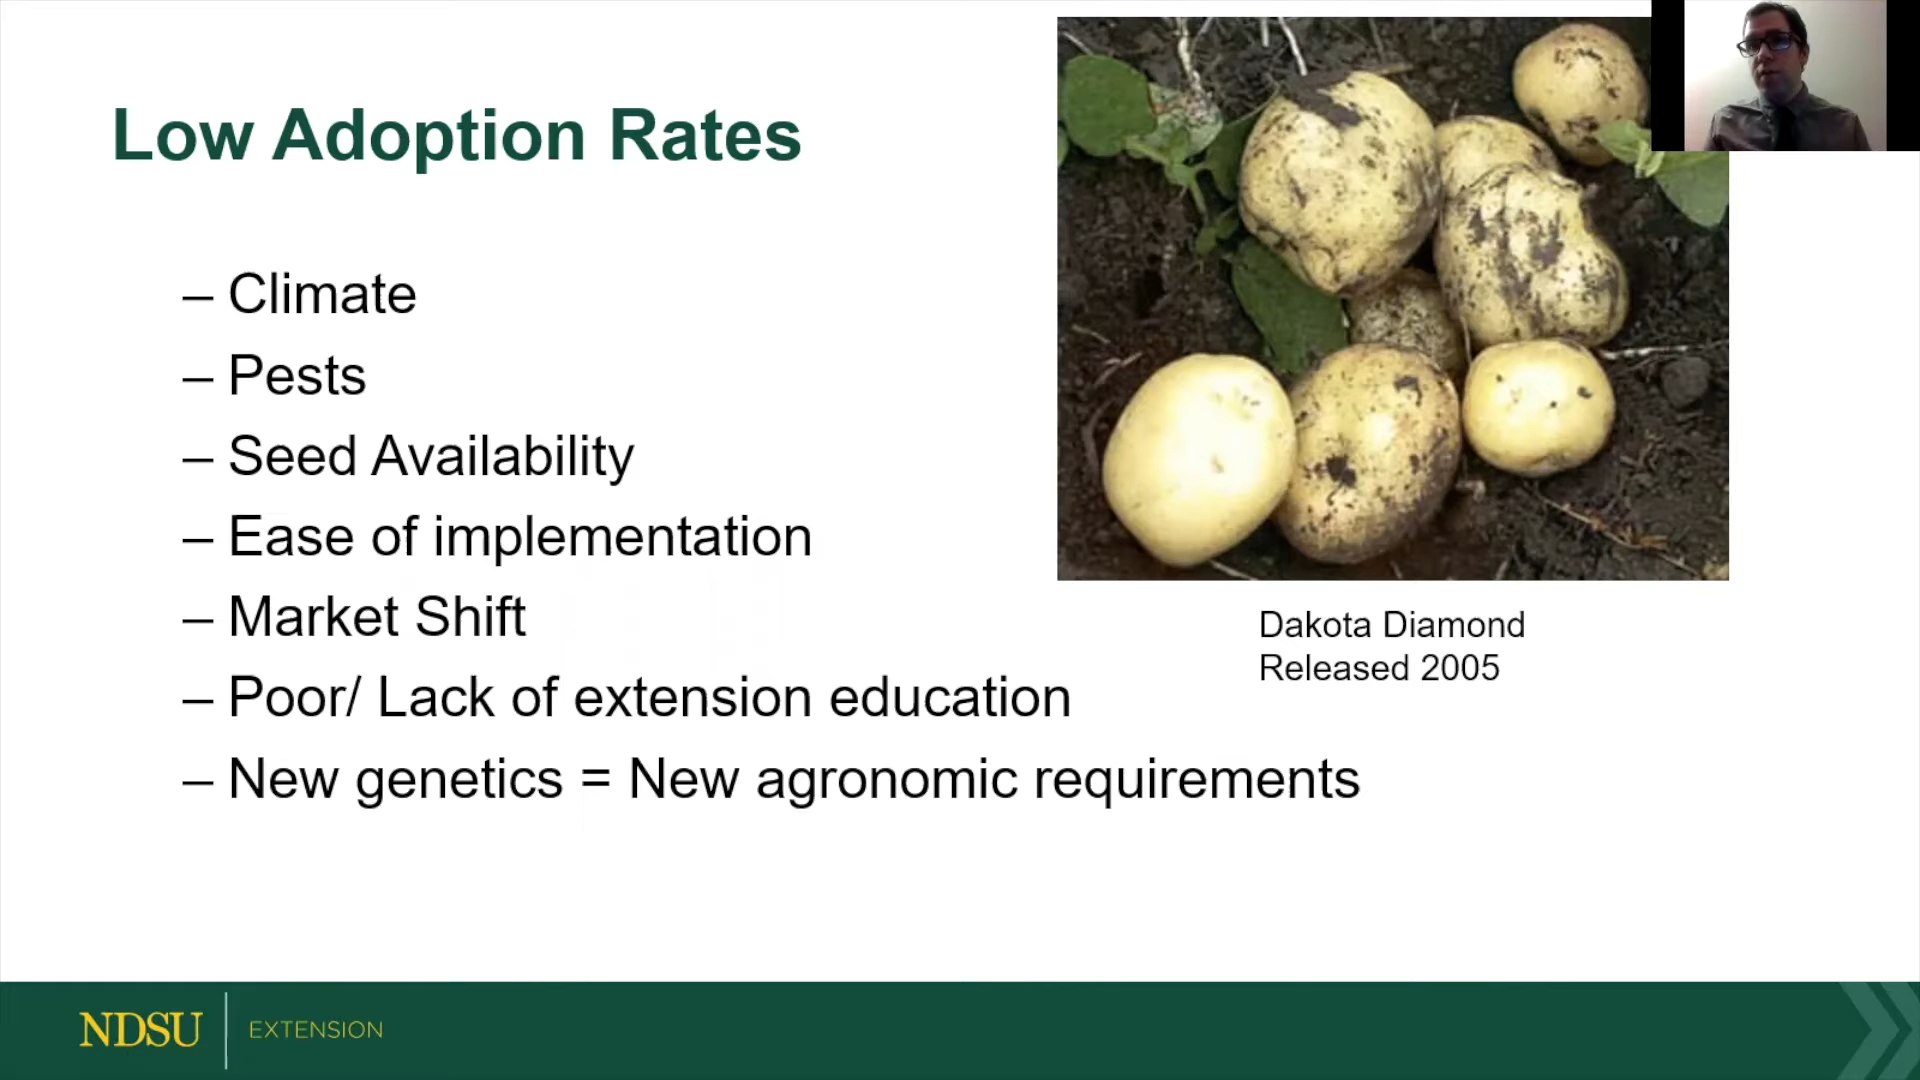 Low Adoption Rates
– Climate
– Pests
– Seed Availability
– Ease of implementation
– Market Shift
– Poor/ Lack of extension education
– New genetics = New agronomic requirements
Dakota Diamond
Released 2005
NDSU
EXTENSION